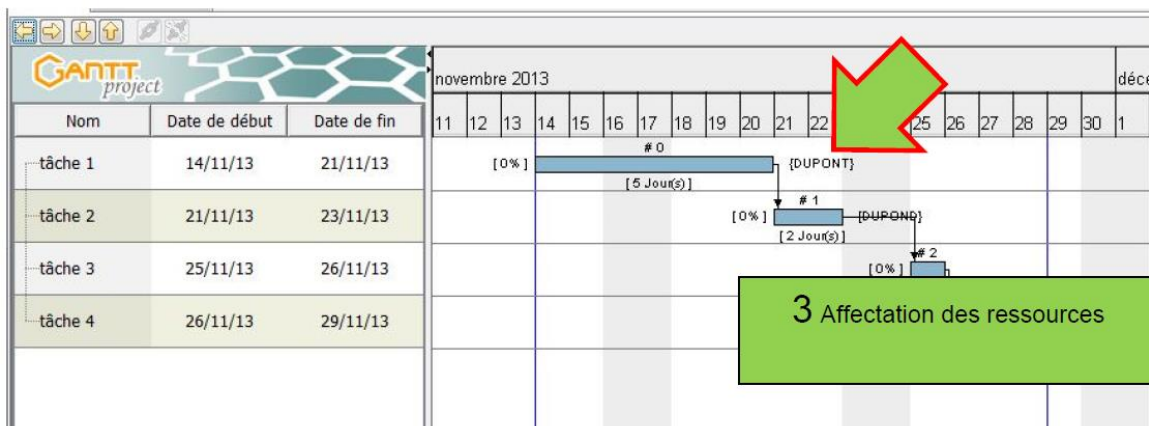 GANTT
project
novembre 2013
déce
Nom Date de début Date de fin
11 12 13 14 15 16 17 18 19 20 21 22 25 26 27 28 29 30 1
tâche 1 14/11/13 21/11/13
# 0
[0%] {DUPONT}
[5 Jour(s)]
tâche 2 21/11/13 23/11/13
# 1
[0%] {DUPOND}
[2 Jour(s)]
tâche 3 25/11/13 26/11/13
# 2
[0%]
tâche 4 26/11/13 29/11/13
3 Affectation des ressources